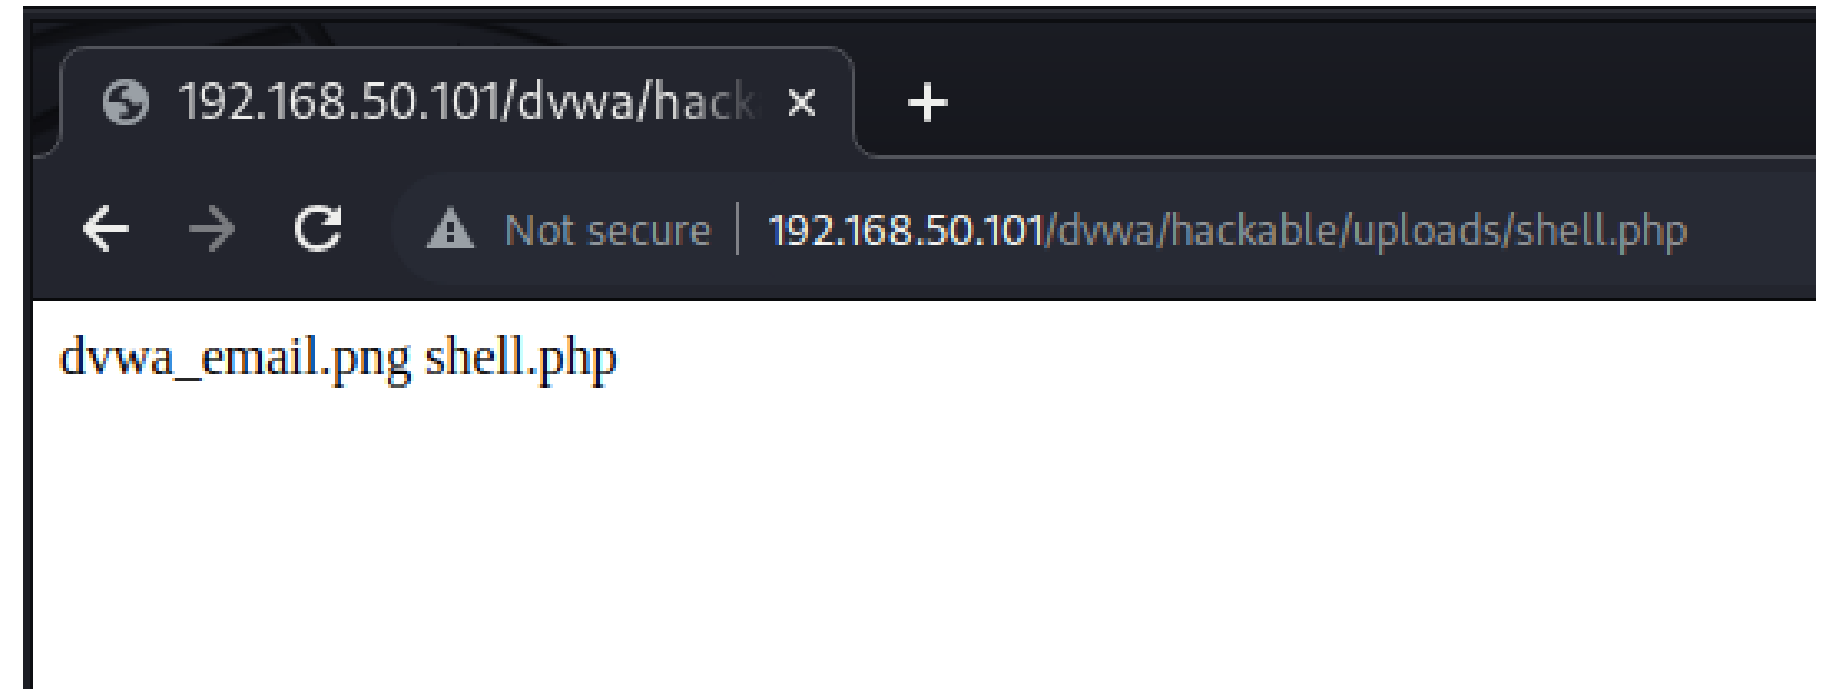 192.168.50.101/dvwa/hack
Not secure 192.168.50.101/dvwa/hackable/uploads/shell.php
dvwa_email.png shell.php